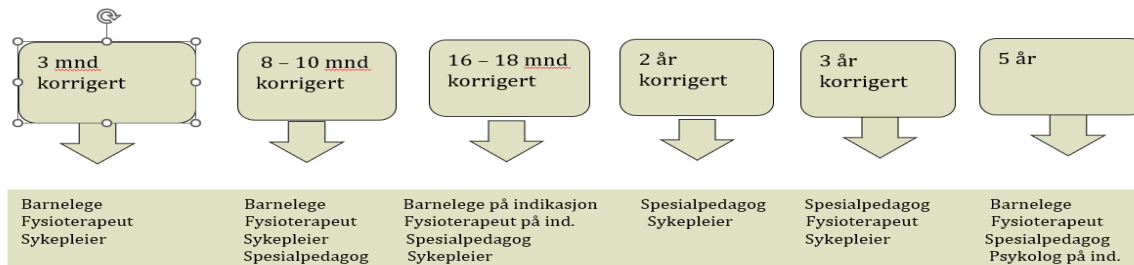 3 mnd
korrigert
8 – 10 mnd
korrigert
16 – 18 mnd
korrigert
2 år
korrigert
3 år
korrigert
5 år
Barnelege
Fysioterapeut
Sykepleier
Barnelege
Fysioterapeut
Sykepleier
Spesialpedagog
Barnelege på indikasjon
Fysioterapeut på ind.
Spesialpedagog
Sykepleier
Spesialpedagog
Sykepleier
Spesialpedagog
Fysioterapeut
Sykepleier
Barnelege
Fysioterapeut
Spesialpedagog
Psykolog på ind.